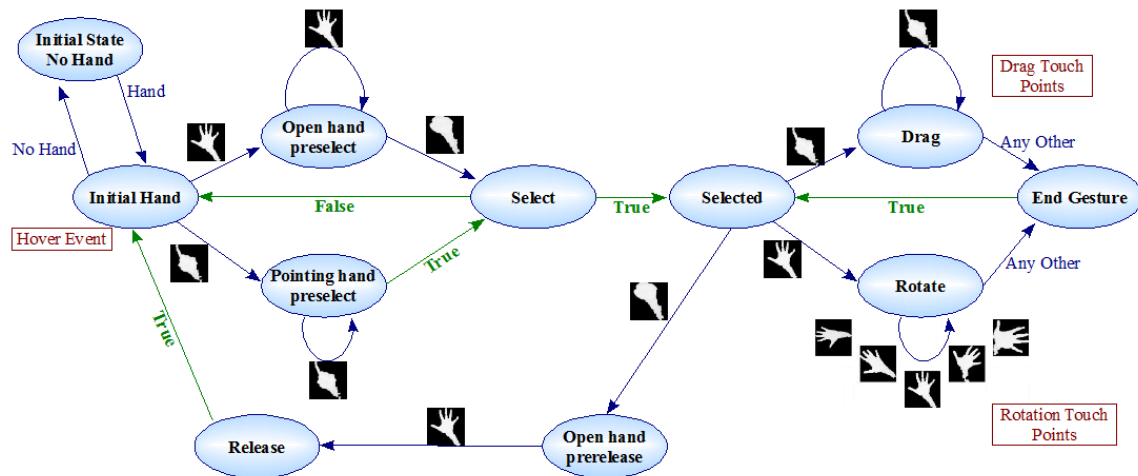 Initial State
No Hand
Hand
No Hand
Open hand
preselect
Drag Touch
Points
Drag
Any Other
Initial Hand
False
Select
True
Selected
True
End Gesture
Hover Event
Pointing hand
preselect
True
Any Other
Rotate
True
Release
Open hand
prerelease
Rotation Touch
Points